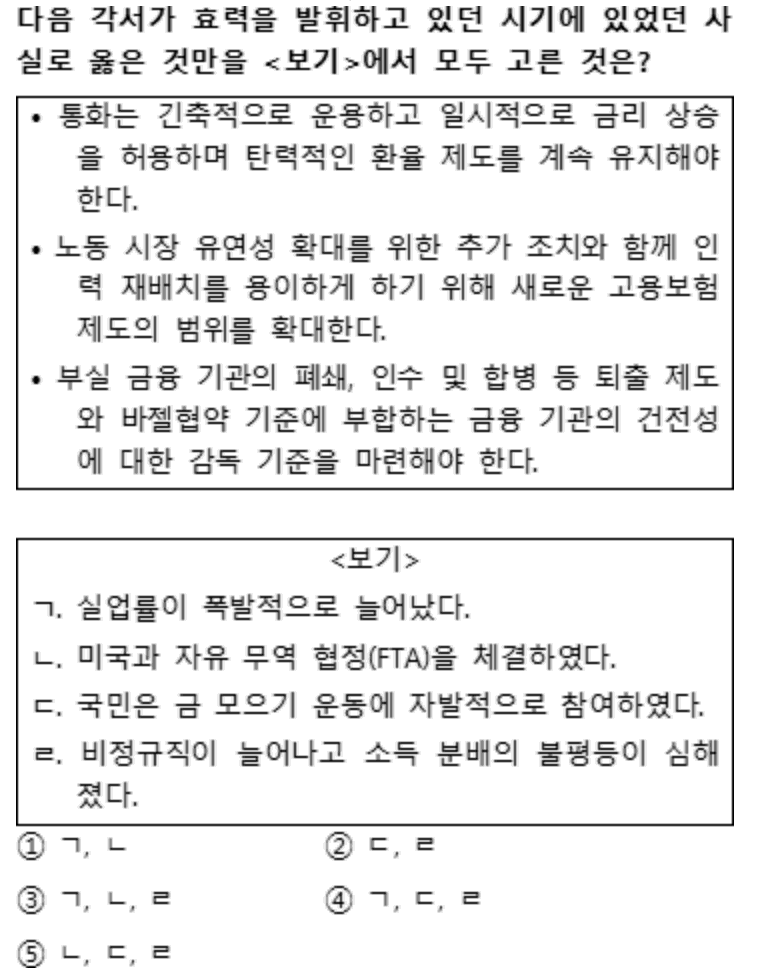 다음 각서가 효력을 발휘하고 있던 시기에 있었던 사
실로 옳은 것만을 <보기>에서 모두 고른 것은?
• 통화는 긴축적으로 운용하고 일시적으로 금리 상승
을 허용하며 탄력적인 환율 제도를 계속 유지해야
한다.
• 노동 시장 유연성 확대를 위한 추가 조치와 함께 인
력 재배치를 용이하게 하기 위해 새로운 고용보험
제도의 범위를 확대한다.
• 부실 금융 기관의 폐쇄, 인수 및 합병 등 퇴출 제도
와 바젤협약 기준에 부합하는 금융 기관의 건전성
에 대한 감독 기준을 마련해야 한다.
<보기>
ㄱ. 실업률이 폭발적으로 늘어났다.
ㄴ. 미국과 자유 무역 협정(FTA)을 체결하였다.
ㄷ. 국민은 금 모으기 운동에 자발적으로 참여하였다.
ㄹ. 비정규직이 늘어나고 소득 분배의 불평등이 심해
졌다.
① ㄱ, ㄴ ② ㄷ, ㄹ
③ ㄱ, ㄴ, ㄹ ④ ㄱ, ㄷ, ㄹ
⑤ ㄴ, ㄷ, ㄹ